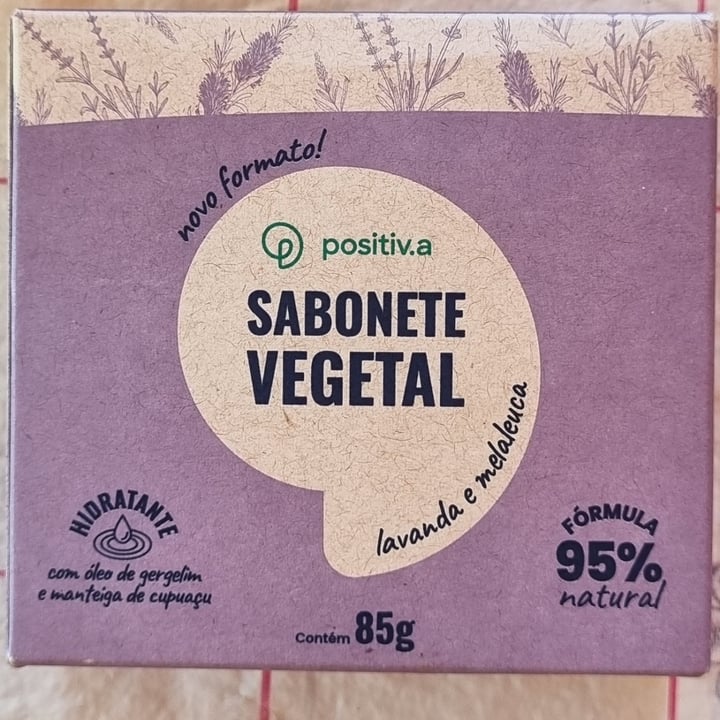 novo formato!
positiv.a
SABONETE
VEGETAL
lavanda e melaleuca
HIDRATANTE
com óleo de gergelim
e manteiga de cupuaçu
FÓRMULA
95%
natural
Contém 85g